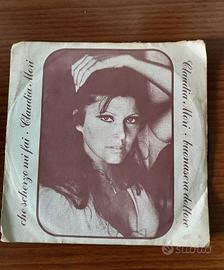 che scherzo mi fai - Claudia Mori
Claudia Mori - buonasera dottore
Subito